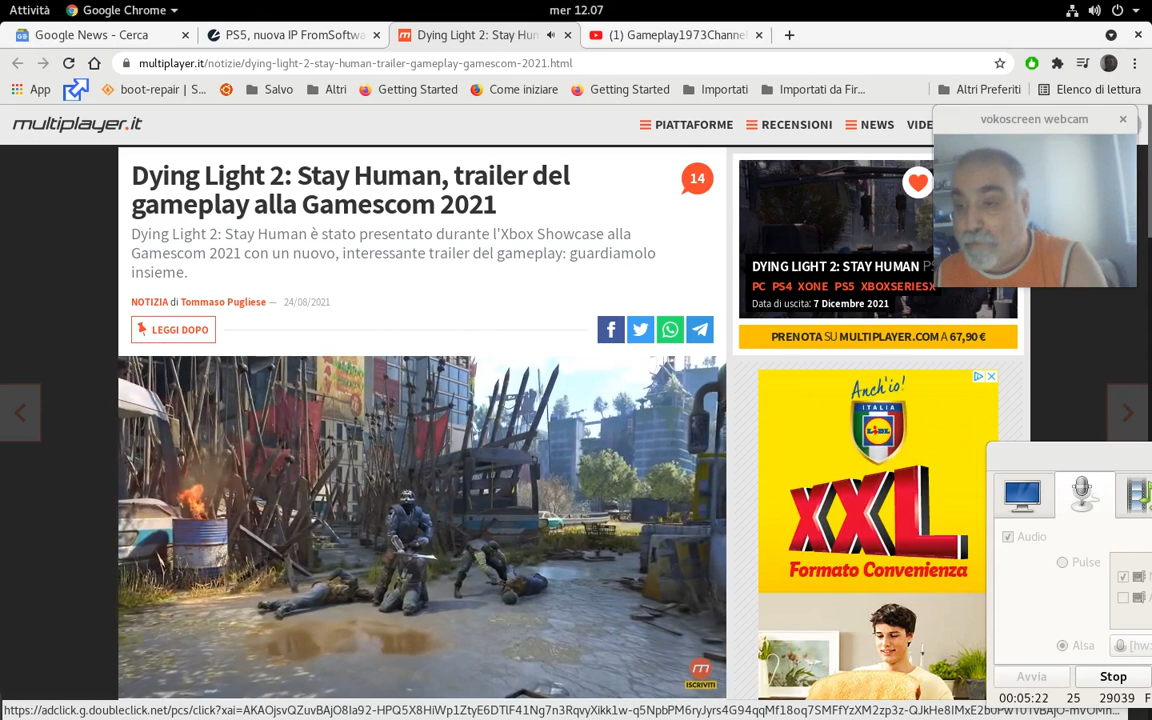 Attività
Google Chrome
mer 12.07
Google News - Cerca
PS5, nuova IP FromSoftwa
Dying Light 2: Stay Hun
(1) Gameplay1973Channe
multiplayer.it/notizie/dying-light-2-stay-human-trailer-gameplay-gamescom-2021.html
App
boot-repair | S...
Salvo
Altri
Getting Started
Come iniziare
Getting Started
Importati
Importati da Fir...
Altri Preferiti
Elenco di lettura
multiplayer.it
PIATTAFORME
RECENSIONI
NEWS
VIDE
vokoscreen webcam
Dying Light 2: Stay Human, trailer del
gameplay alla Gamescom 2021
14
Dying Light 2: Stay Human è stato presentato durante l'Xbox Showcase alla
Gamescom 2021 con un nuovo, interessante trailer del gameplay: guardiamolo
insieme.
NOTIZIA di Tommaso Pugliese — 24/08/2021
LEGGI DOPO
DYING LIGHT 2: STAY HUMAN
PC PS4 XONE PS5 XBOXSERIESX
Data di uscita: 7 Dicembre 2021
PRENOTA SU MULTIPLAYER.COM A 67,90 €
Anch'io!
ITALIA
LIDL
XXL
Formato Convenienza
ISCRIVITI
Audio
Pulse
Alsa
[hw:
Avvia
Stop
00:05:22
25
29039
F